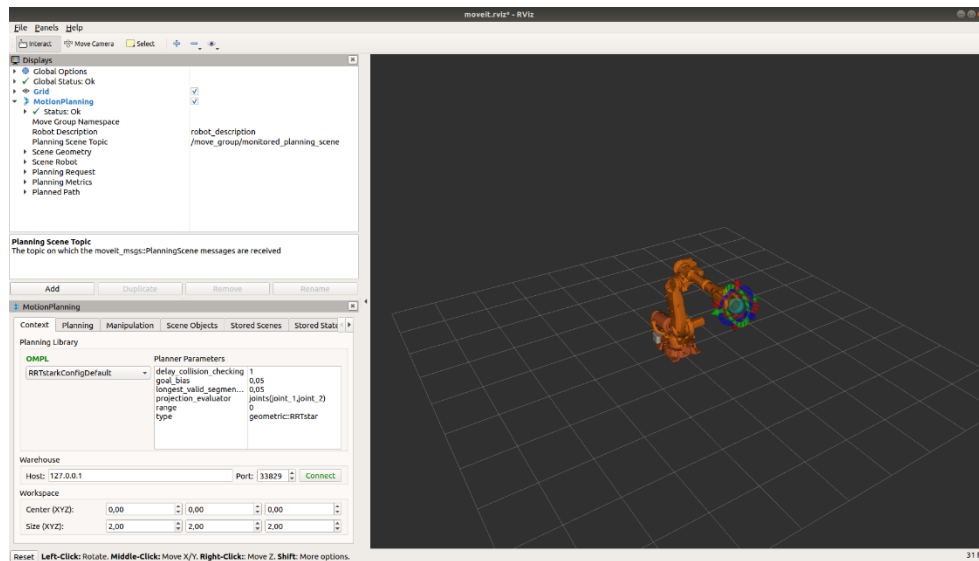 moveit.rviz* - RViz
File Panels Help
Interact Move Camera Select
Displays
Global Options
Global Status: Ok
Grid
MotionPlanning
Status: Ok
Move Group Namespace
Robot Description robot_description
Planning Scene Topic /move_group/monitored_planning_scene
Scene Geometry
Scene Robot
Planning Request
Planning Metrics
Planned Path
Planning Scene Topic
The topic on which the moveit_msgs::PlanningScene messages are received
Add Duplicate Remove Rename
MotionPlanning
Context Planning Manipulation Scene Objects Stored Scenes Stored State
Planning Library
OMPL Planner Parameters
RRTstarkConfigDefault
delay_collision_checking 1
goal_bias 0,05
longest_valid_segmen... 0,05
projection_evaluator joints(joint_1,joint_2)
range 0
type geometric::RRTstar
Warehouse
Host: 127.0.0.1 Port: 33829 Connect
Workspace
Center (XYZ): 0,00 0,00 0,00
Size (XYZ): 2,00 2,00 2,00
Reset Left-Click: Rotate. Middle-Click: Move X/Y. Right-Click:: Move Z. Shift: More options.
31